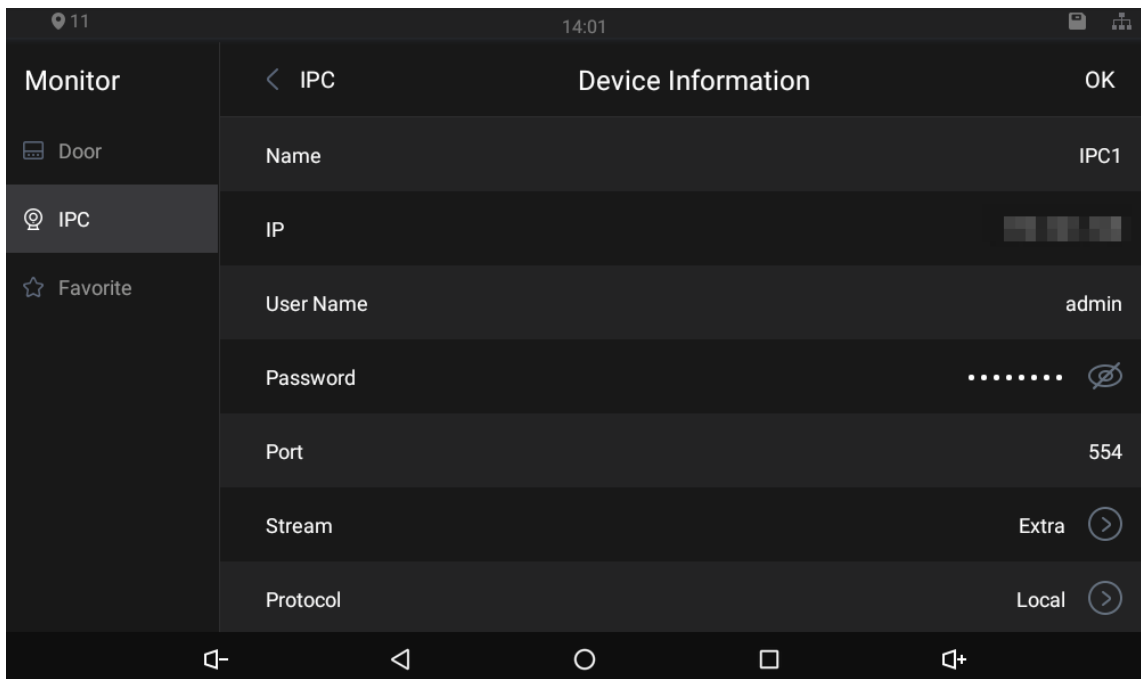 11 14:01
Monitor
IPC Device Information OK
Door
Name IPC1
IPC
IP
Favorite
User Name admin
Password ••••••••
Port 554
Stream Extra
Protocol Local